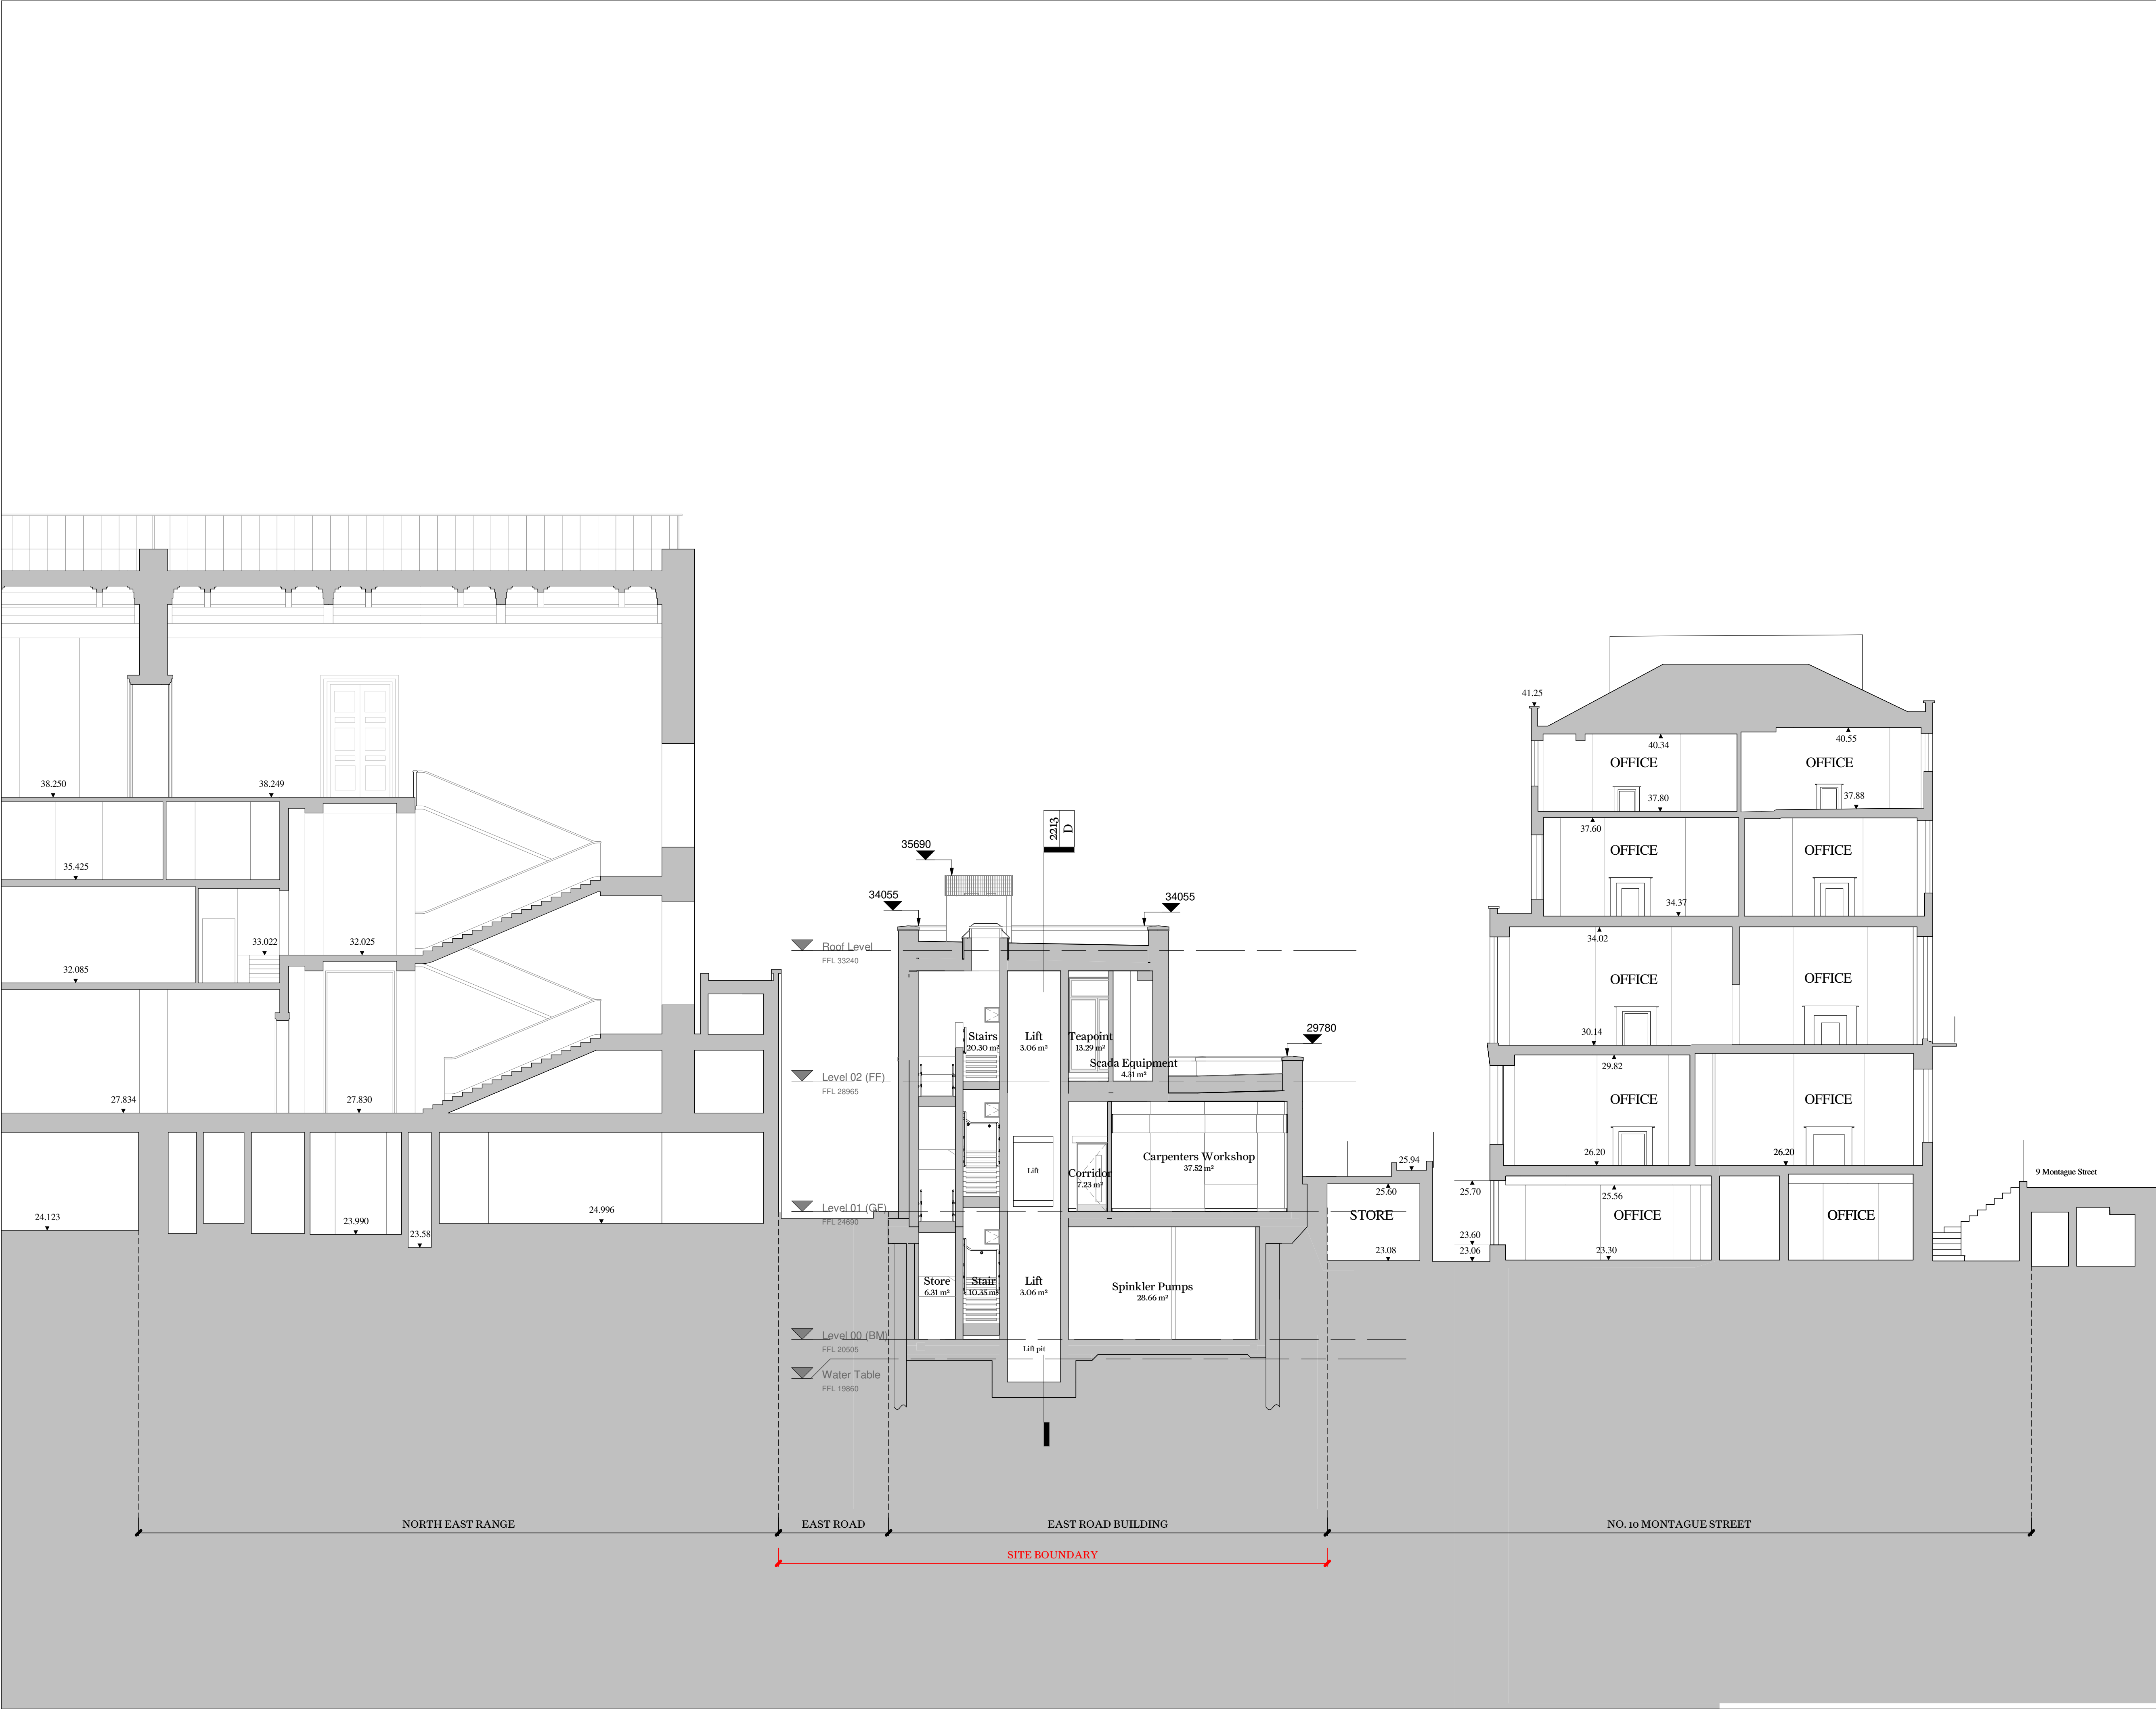 41.25
40.34
40.55
OFFICE
OFFICE
38.250
38.249
37.80
37.88
2213
D
37.60
35690
OFFICE
OFFICE
35.425
34055
34055
34.37
33.022
32.025
Roof Level
FFL 33240
34.02
32.085
OFFICE
OFFICE
29780
30.14
Stairs
20.30 m²
Lift
3.06 m²
Teapoint
13.29 m²
Scada Equipment
4.31 m²
29.82
Level 02 (FF)
FFL 28965
27.834
27.830
OFFICE
OFFICE
Lift
Corridor
7.23 m²
Carpenters Workshop
37.52 m²
25.94
26.20
26.20
9 Montague Street
25.60
25.70
25.56
Level 01 (GF)
FFL 24690
24.123
23.990
24.996
23.58
STORE
OFFICE
OFFICE
23.60
23.08
23.06
23.30
Store
6.31 m²
Stair
10.35 m²
Lift
3.06 m²
Spinkler Pumps
28.66 m²
Level 00 (BM)
FFL 20505
Lift pit
Water Table
FFL 19860
NORTH EAST RANGE
EAST ROAD
EAST ROAD BUILDING
NO. 10 MONTAGUE STREET
SITE BOUNDARY